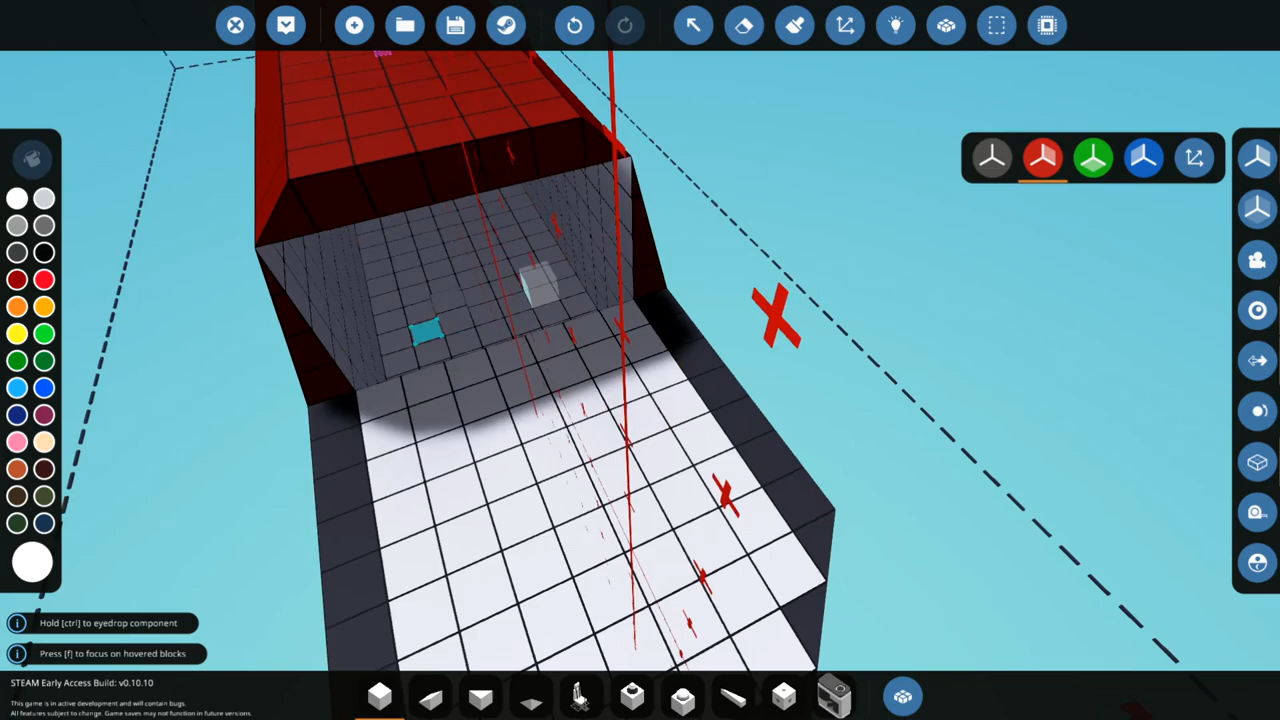 Hold [ctrl] to eyedrop component
Press [f] to focus on hovered blocks
STEAM Early Access Build: v0.10.10
This game is in active development and will contain bugs.
All features subject to change. Game saves may not function in future versions.